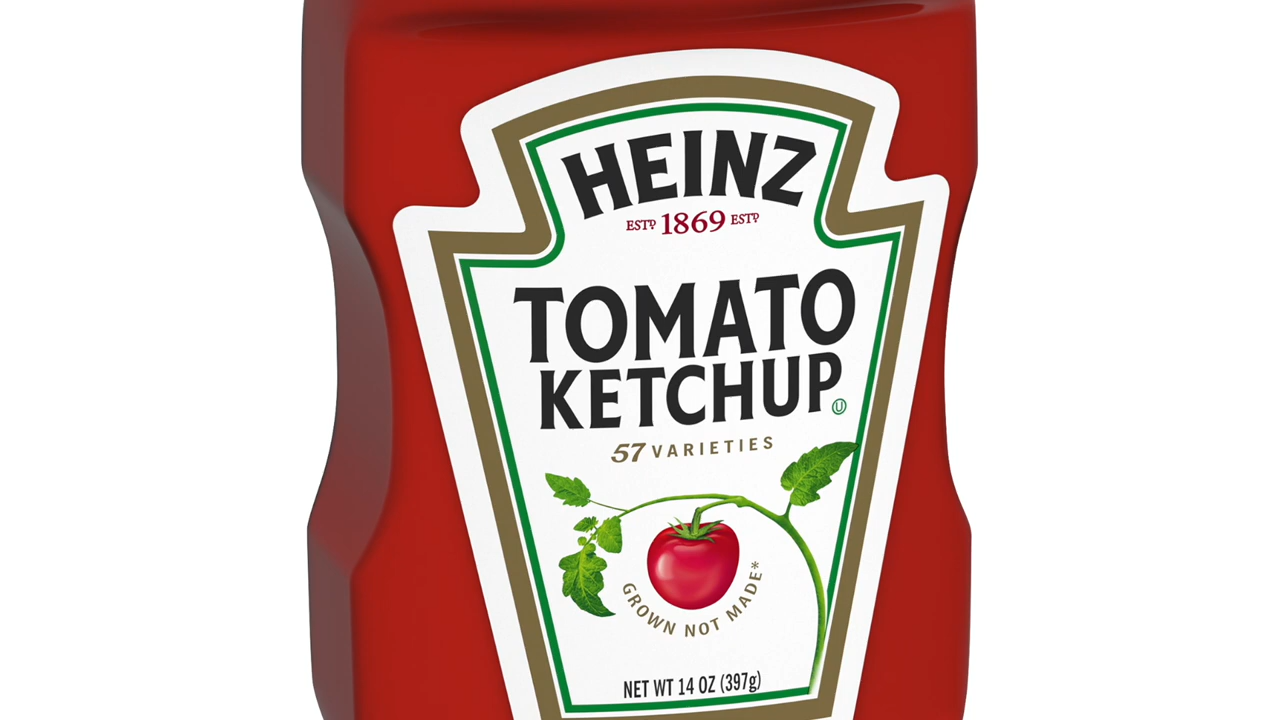 HEINZ
ESTD 1869 ESTD
TOMATO
KETCHUP Ⓤ
57 VARIETIES
GROWN NOT MADE*
NET WT 14 OZ (397g)